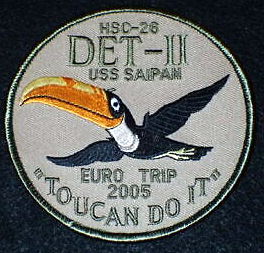 HSC-26
DET-II
USS SAIPAN
EURO TRIP
2005
"TOUCAN DO IT"